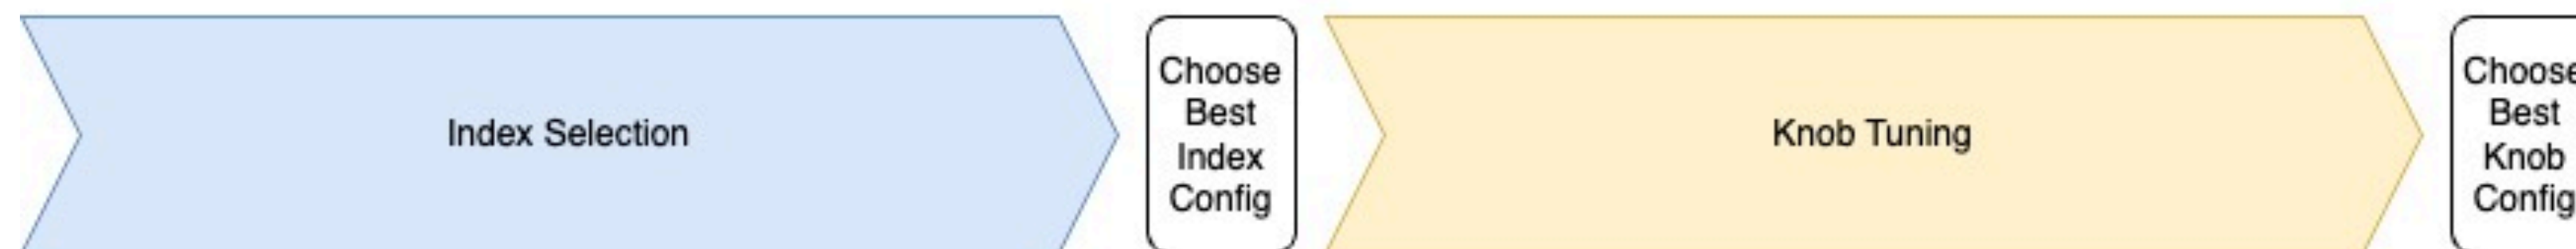 Index Selection
Choose
Best
Index
Config
Knob Tuning
Choose
Best
Knob
Config